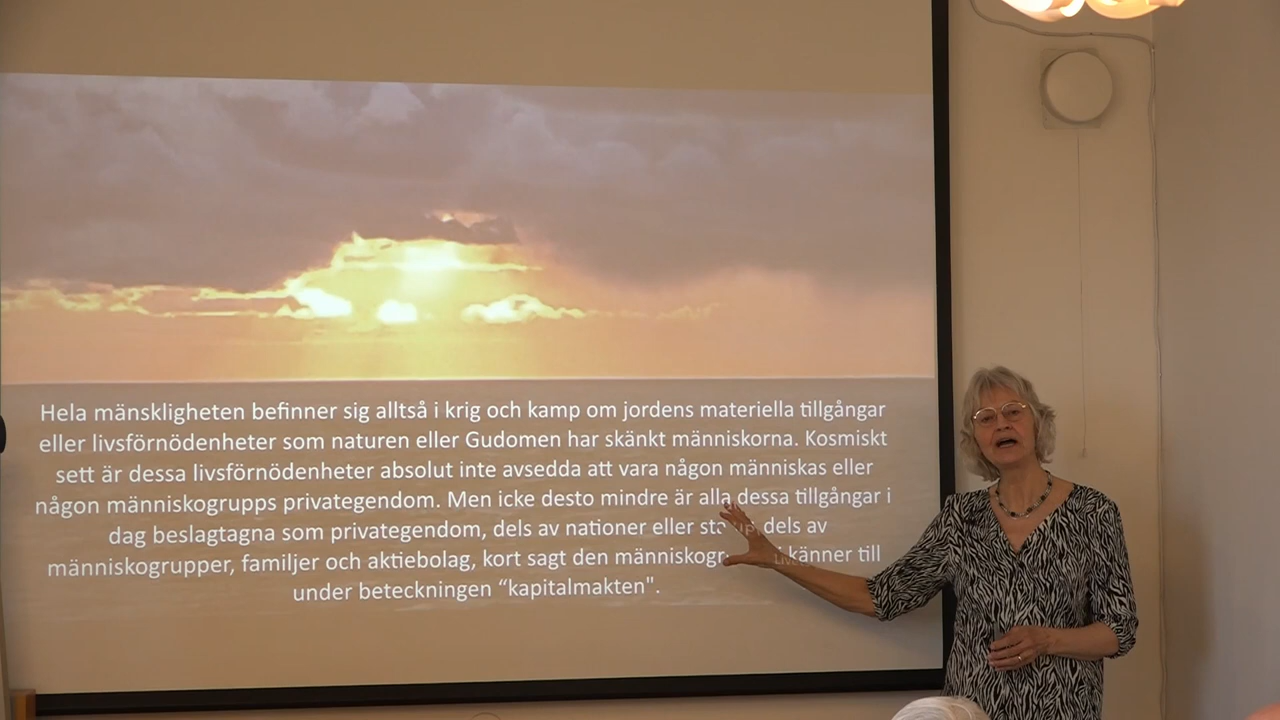 Hela mänskligheten befinner sig alltså i krig och kamp om jordens materiella tillgångar
eller livsförnödenheter som naturen eller Gudomen har skänkt människorna. Kosmiskt
sett är dessa livsförnödenheter absolut inte avsedda att vara någon människas eller
någon människogrupps privategendom. Men icke desto mindre är alla dessa tillgångar i
dag beslagtagna som privategendom, dels av nationer eller dels av
människogrupper, familjer och aktiebolag, kort sagt den känner till
under beteckningen “kapitalmakten".